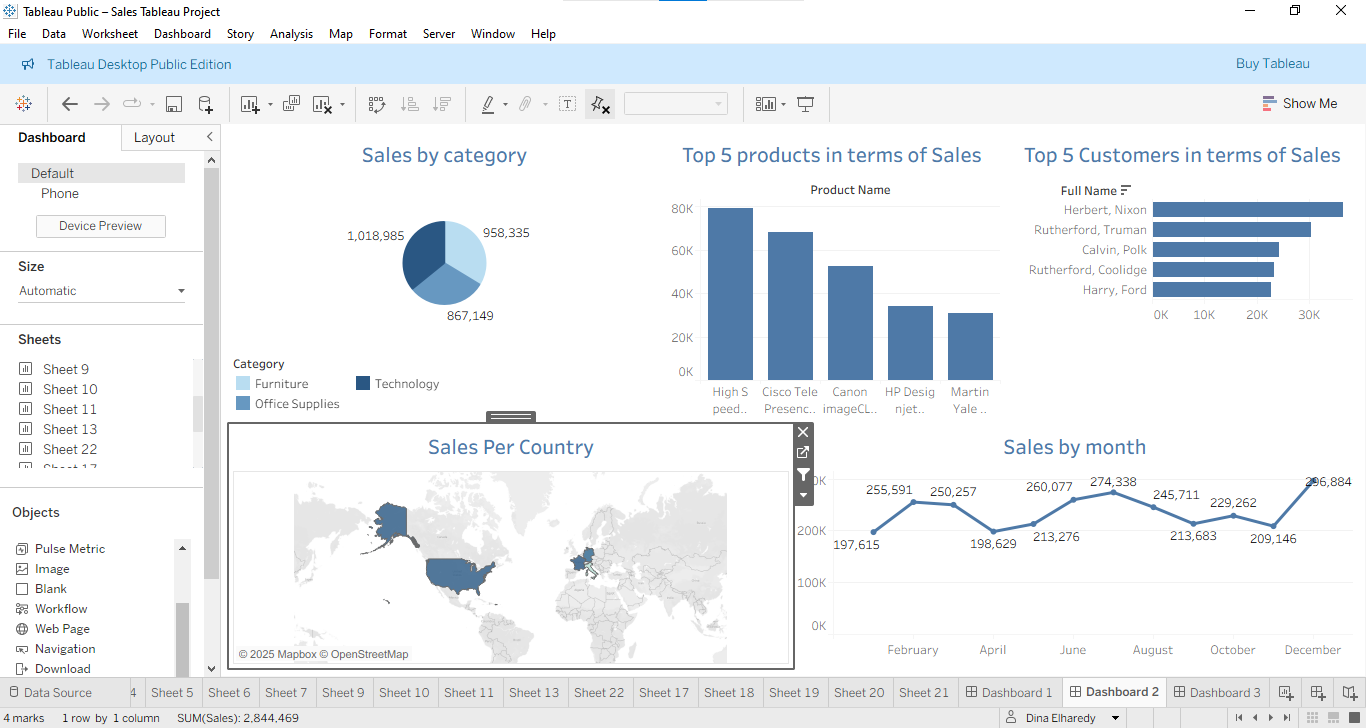 Tableau Public – Sales Tableau Project
File Data Worksheet Dashboard Story Analysis Map Format Server Window Help
Tableau Desktop Public Edition
Buy Tableau
Show Me
Dashboard
Layout
Default
Phone
Device Preview
Size
Automatic
Sheets
Sheet 9
Sheet 10
Sheet 11
Sheet 13
Sheet 22
Sheet 17
Objects
Pulse Metric
Image
Blank
Workflow
Web Page
Navigation
Download
Sales by category
1,018,985
958,335
867,149
Category
Furniture
Technology
Office Supplies
Top 5 products in terms of Sales
Product Name
80K
60K
40K
20K
0K
High S peed..
Cisco Tele Presenc..
Canon imageCL..
HP Desig njet..
Martin Yale ..
Top 5 Customers in terms of Sales
Full Name
Herbert, Nixon
Rutherford, Truman
Calvin, Polk
Rutherford, Coolidge
Harry, Ford
0K 10K 20K 30K
Sales Per Country
© 2025 Mapbox © OpenStreetMap
Sales by month
0K
200K
100K
0K
197,615
255,591
250,257
198,629
213,276
260,077
274,338
245,711
213,683
229,262
209,146
296,884
February April June August October December
Data Source 4 Sheet 5 Sheet 6 Sheet 7 Sheet 9 Sheet 10 Sheet 11 Sheet 13 Sheet 22 Sheet 17 Sheet 18 Sheet 19 Sheet 20 Sheet 21 Dashboard 1 Dashboard 2 Dashboard 3
4 marks 1 row by 1 column SUM(Sales): 2,844,469
Dina Elharedy